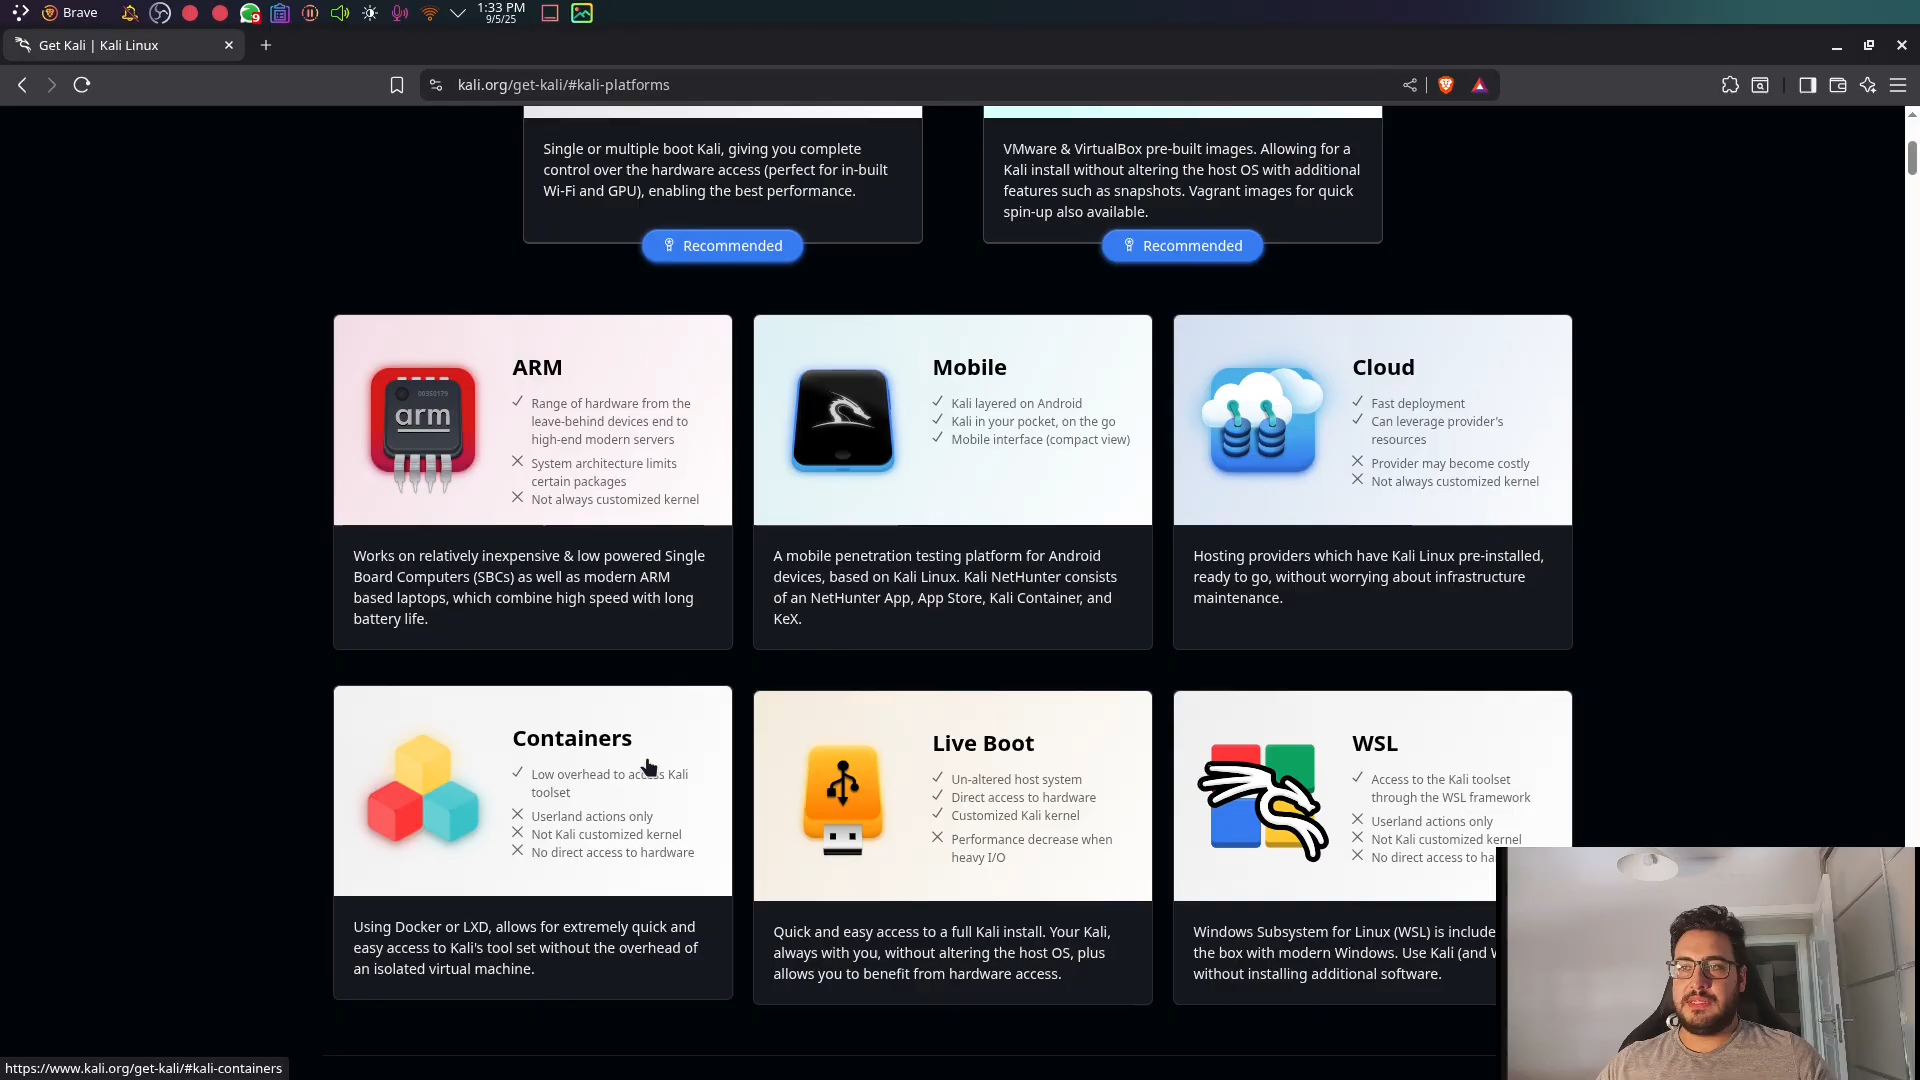 Brave
9
1:33 PM
9/5/25
Get Kali | Kali Linux
kali.org/get-kali/#kali-platforms
Single or multiple boot Kali, giving you complete
control over the hardware access (perfect for in-built
Wi-Fi and GPU), enabling the best performance.
Recommended
VMware & VirtualBox pre-built images. Allowing for a
Kali install without altering the host OS with additional
features such as snapshots. Vagrant images for quick
spin-up also available.
Recommended
00350179
arm
ARM
Range of hardware from the
leave-behind devices end to
high-end modern servers
System architecture limits
certain packages
Not always customized kernel
Works on relatively inexpensive & low powered Single
Board Computers (SBCs) as well as modern ARM
based laptops, which combine high speed with long
battery life.
Mobile
Kali layered on Android
Kali in your pocket, on the go
Mobile interface (compact view)
A mobile penetration testing platform for Android
devices, based on Kali Linux. Kali NetHunter consists
of an NetHunter App, App Store, Kali Container, and
KeX.
Cloud
Fast deployment
Can leverage provider's
resources
Provider may become costly
Not always customized kernel
Hosting providers which have Kali Linux pre-installed,
ready to go, without worrying about infrastructure
maintenance.
Containers
Low overhead to access Kali
toolset
Userland actions only
Not Kali customized kernel
No direct access to hardware
Using Docker or LXD, allows for extremely quick and
easy access to Kali's tool set without the overhead of
an isolated virtual machine.
Live Boot
Un-altered host system
Direct access to hardware
Customized Kali kernel
Performance decrease when
heavy I/O
Quick and easy access to a full Kali install. Your Kali,
always with you, without altering the host OS, plus
allows you to benefit from hardware access.
WSL
Access to the Kali toolset
through the WSL framework
Userland actions only
Not Kali customized kernel
No direct access to ha
Windows Subsystem for Linux (WSL) is include
the box with modern Windows. Use Kali (and W
without installing additional software.
https://www.kali.org/get-kali/#kali-containers